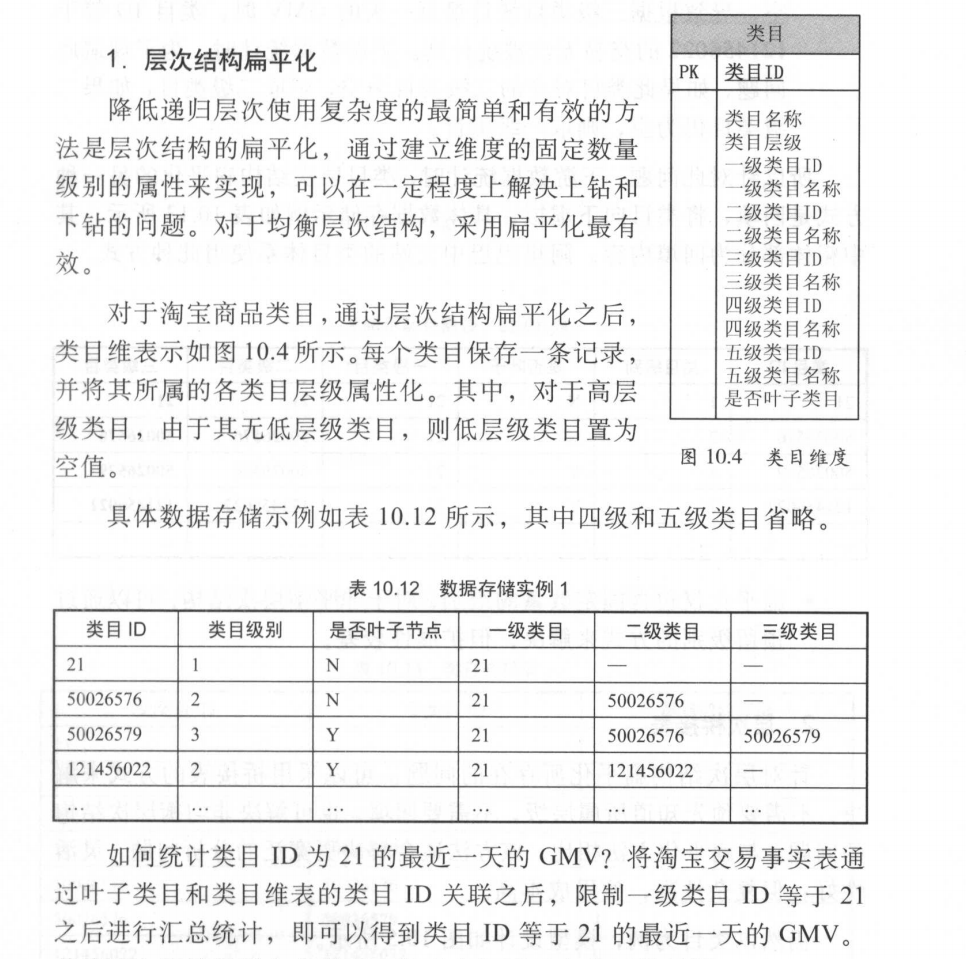 1．层次结构扁平化
降低递归层次使用复杂度的最简单和有效的方
法是层次结构的扁平化，通过建立维度的固定数量
级别的属性来实现，可以在一定程度上解决上钻和
下钻的问题。对于均衡层次结构，采用扁平化最有
效。
对于淘宝商品类目，通过层次结构扁平化之后，
类目维表示如图10.4所示。每个类目保存一条记录，
并将其所属的各类目层级属性化。其中，对于高层
级类目，由于其无低层级类目，则低层级类目置为
空值。
类目
PK 类目ID
类目名称
类目层级
一级类目ID
一级类目名称
二级类目ID
二级类目名称
三级类目ID
三级类目名称
四级类目ID
四级类目名称
五级类目ID
五级类目名称
是否叶子类目
图 10.4 类目维度
具体数据存储示例如表 10.12 所示，其中四级和五级类目省略。
表 10.12 数据存储实例 1
类目 ID 类目级别 是否叶子节点 一级类目 二级类目 三级类目
21 1 N 21 — —
50026576 2 N 21 50026576 —
50026579 3 Y 21 50026576 50026579
121456022 2 Y 21 121456022 —
… … … … … …
如何统计类目 ID 为 21 的最近一天的 GMV？将淘宝交易事实表通
过叶子类目和类目维表的类目 ID 关联之后，限制一级类目 ID 等于 21
之后进行汇总统计，即可以得到类目 ID 等于 21 的最近一天的 GMV。